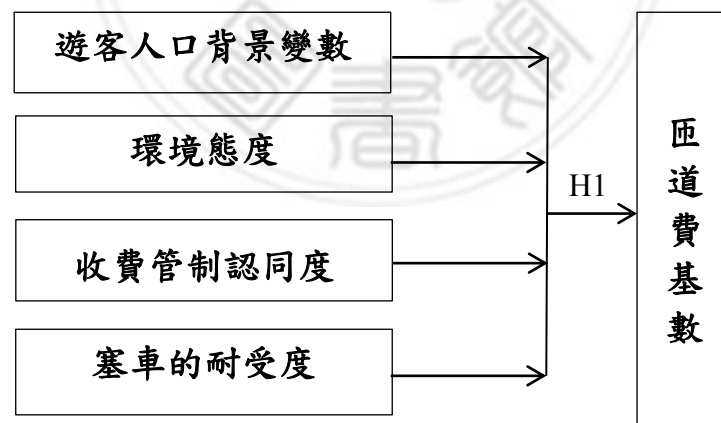 遊客人口背景變數
環境態度
收費管制認同度
塞車的耐受度
H1
匝道費基數